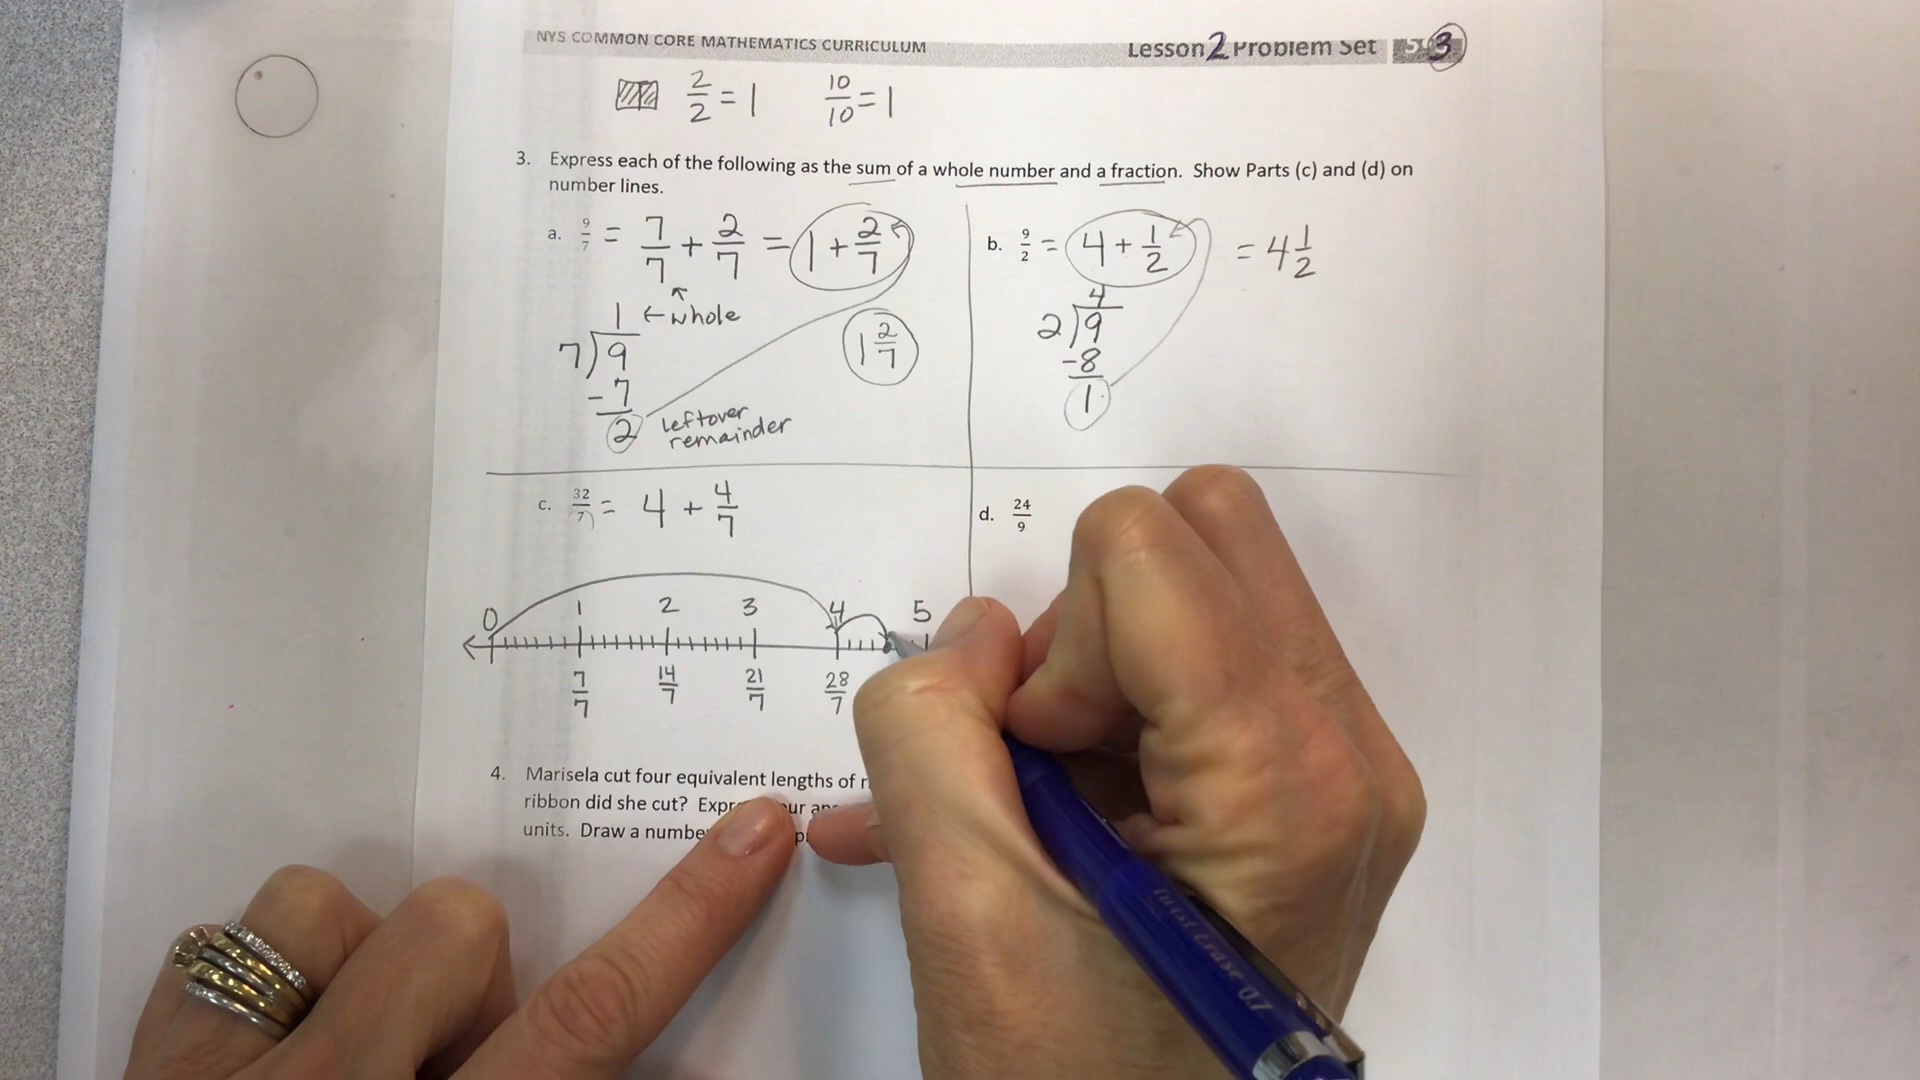 NYS COMMON CORE MATHEMATICS CURRICULUM
Lesson 2 Problem Set 5•3
2/2 = 1 10/10 = 1
3. Express each of the following as the sum of a whole number and a fraction. Show Parts (c) and (d) on
number lines.
a. 9/7 = 7/7 + 2/7 = 1 + 2/7
1 ← whole
7)9
-7
2 leftover
remainder
1 2/7
b. 9/2 = 4 + 1/2 = 4 1/2
4
2)9
-8
1
c. 32/7 = 4 + 4/7
0 1 2 3 4 5
7/7 14/7 21/7 28/7
d. 24/9
4. Marisela cut four equivalent lengths of
ribbon did she cut?
units. Draw a
twist erase 0.7